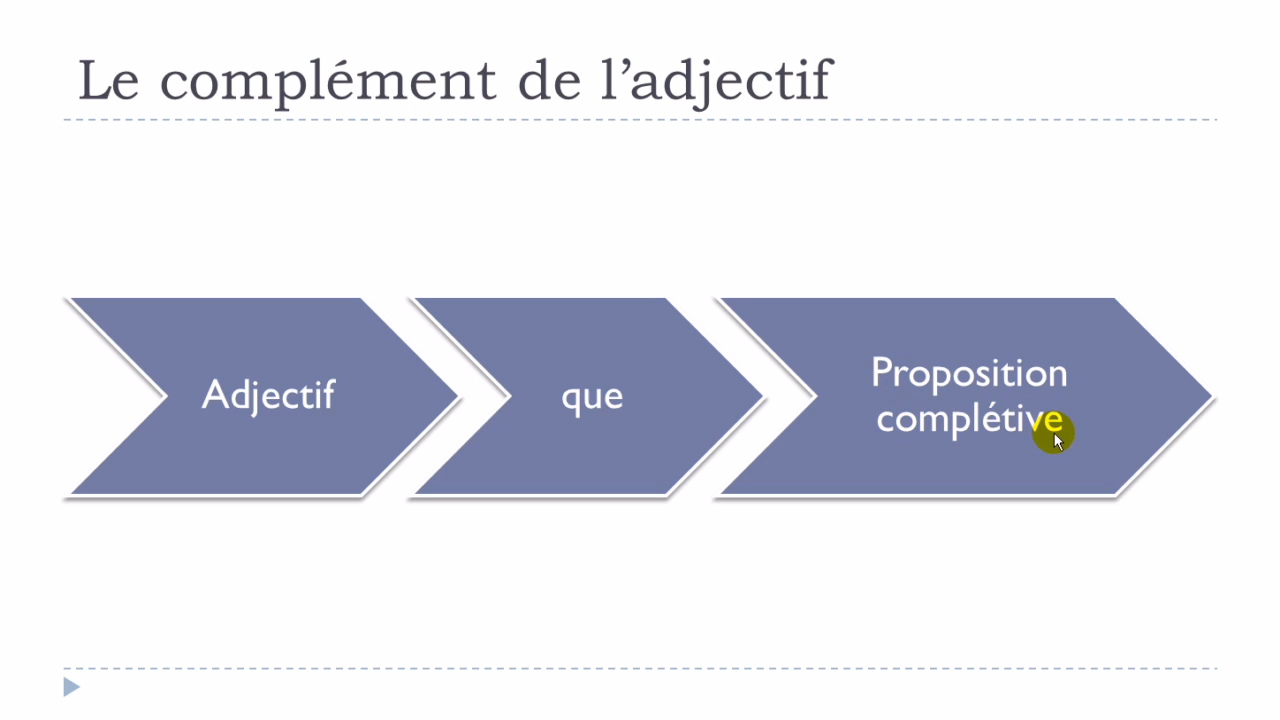 Le complément de l’adjectif
Adjectif
que
Proposition
complétive